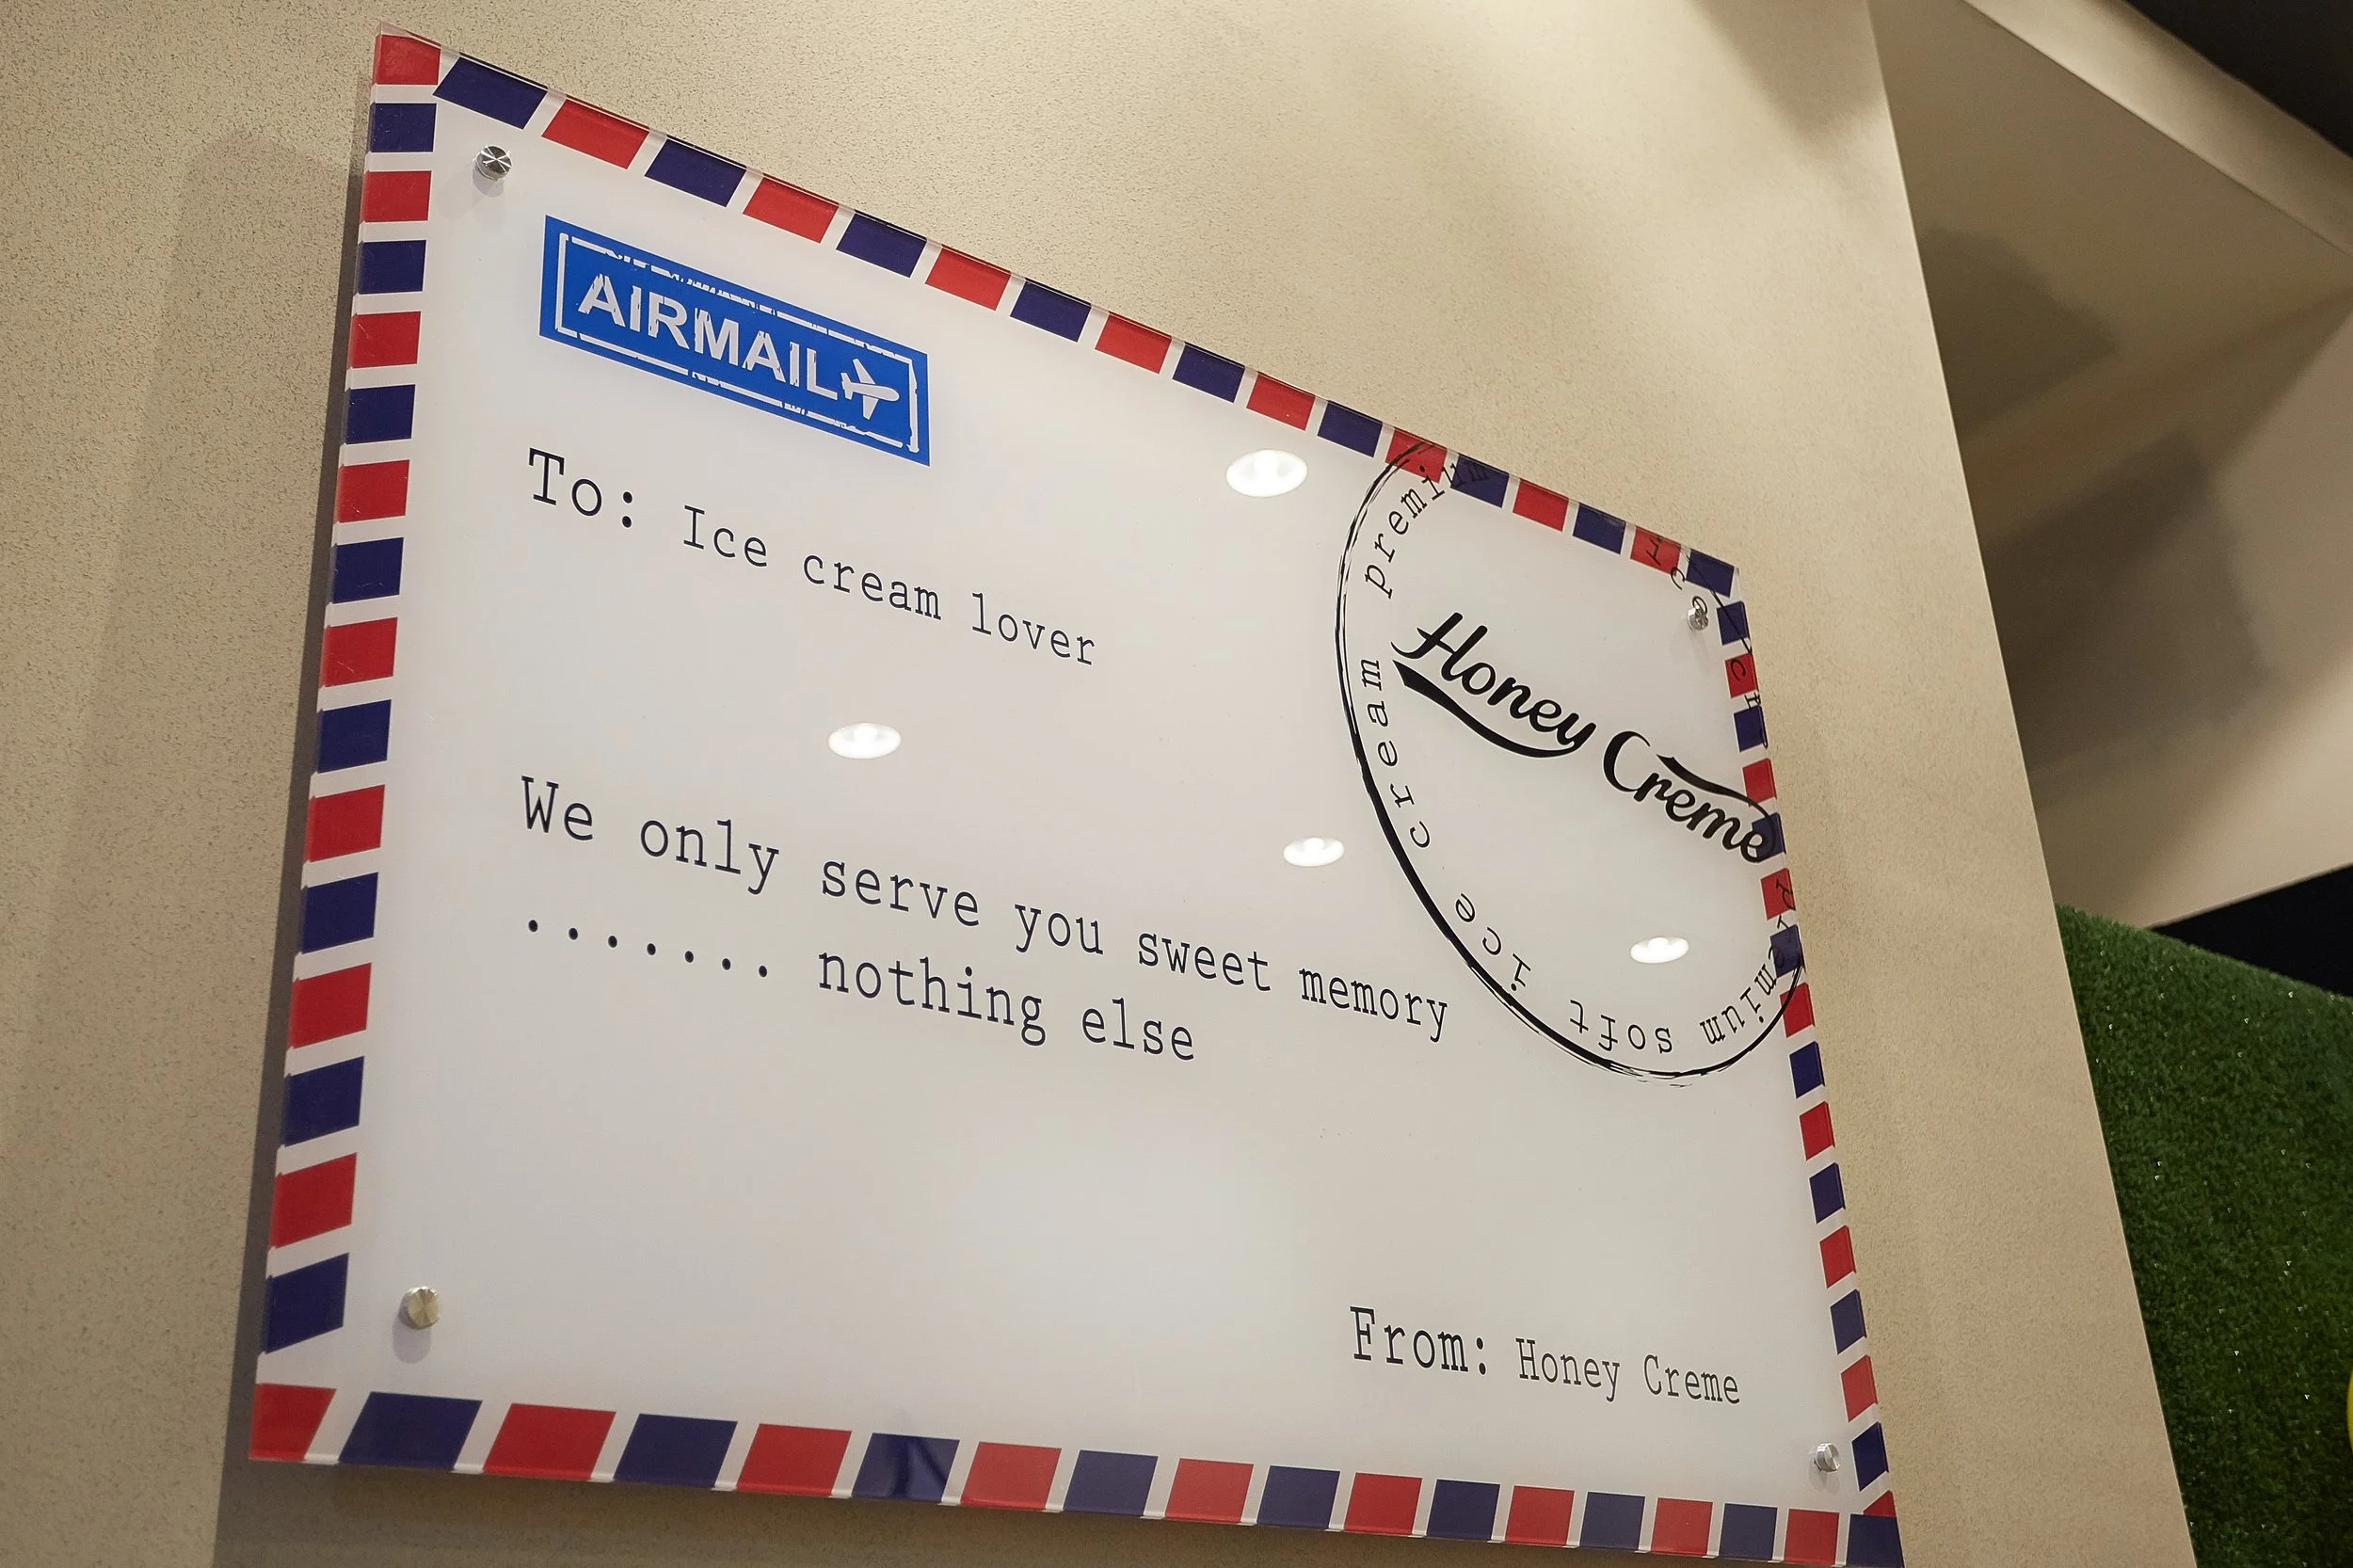 AIRMAIL
To: Ice cream lover
We only serve you sweet memory
....... nothing else
Honey Creme
premium soft ice cream premium
From: Honey Creme